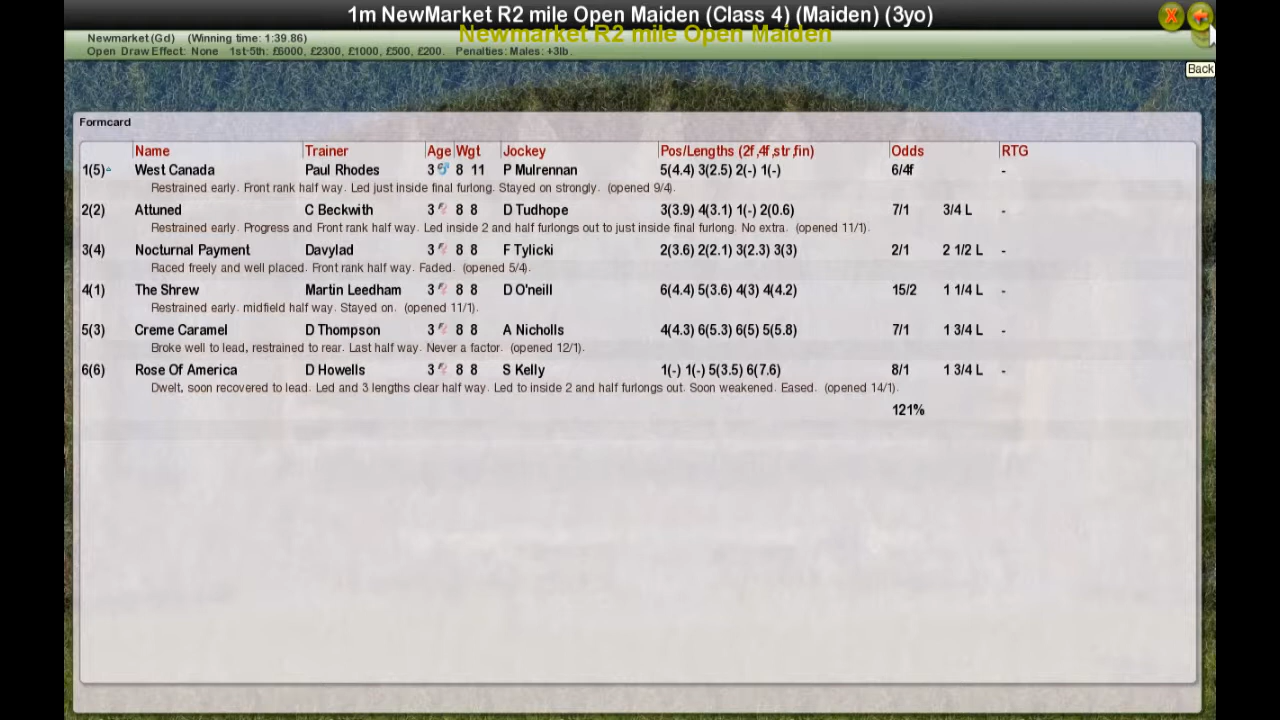 1m NewMarket R2 mile Open Maiden (Class 4) (Maiden) (3yo)
Newmarket R2 mile Open Maiden
Newmarket (Gd) (Winning time: 1:39.86)
Open Draw Effect: None 1st-5th: £6000, £2300, £1000, £500, £200. Penalties: Males: +3lb.
Back
Formcard
Name Trainer Age Wgt Jockey Pos/Lengths (2f,4f,str,fin) Odds RTG
1(5) West Canada Paul Rhodes 3 8 11 P Mulrennan 5(4.4) 3(2.5) 2(-) 1(-) 6/4f -
Restrained early. Front rank half way. Led just inside final furlong. Stayed on strongly. (opened 9/4).
2(2) Attuned C Beckwith 3 8 8 D Tudhope 3(3.9) 4(3.1) 1(-) 2(0.6) 7/1 3/4 L -
Restrained early. Progress and Front rank half way. Led inside 2 and half furlongs out to just inside final furlong. No extra. (opened 11/1).
3(4) Nocturnal Payment Davylad 3 8 8 F Tylicki 2(3.6) 2(2.1) 3(2.3) 3(3) 2/1 2 1/2 L -
Raced freely and well placed. Front rank half way. Faded. (opened 5/4).
4(1) The Shrew Martin Leedham 3 8 8 D O'neill 6(4.4) 5(3.6) 4(3) 4(4.2) 15/2 1 1/4 L -
Restrained early. midfield half way. Stayed on. (opened 11/1).
5(3) Creme Caramel D Thompson 3 8 8 A Nicholls 4(4.3) 6(5.3) 6(5) 5(5.8) 7/1 1 3/4 L -
Broke well to lead, restrained to rear. Last half way. Never a factor. (opened 12/1).
6(6) Rose Of America D Howells 3 8 8 S Kelly 1(-) 1(-) 5(3.5) 6(7.6) 8/1 1 3/4 L -
Dwelt, soon recovered to lead. Led and 3 lengths clear half way. Led to inside 2 and half furlongs out. Soon weakened. Eased. (opened 14/1).
121%